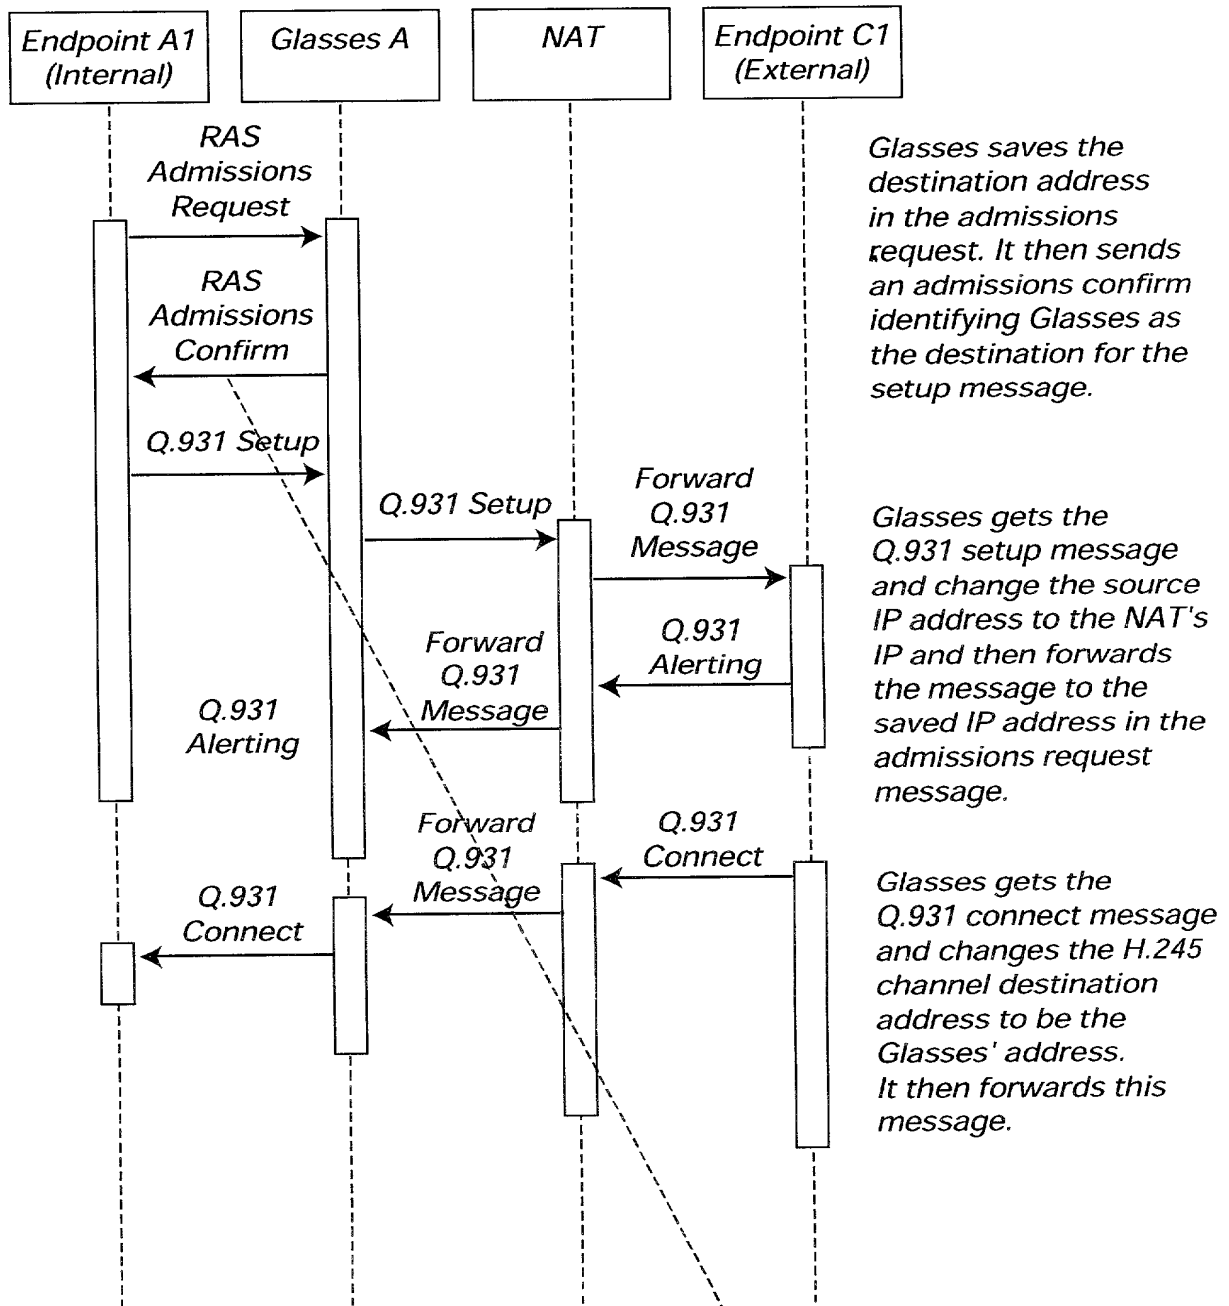 Endpoint A1
(Internal)
Glasses A
NAT
Endpoint C1
(External)
RAS
Admissions
Request
RAS
Admissions
Confirm
Q.931 Setup
Q.931 Setup
Forward
Q.931
Message
Q.931
Alerting
Forward
Q.931
Message
Q.931
Alerting
Q.931
Connect
Forward
Q.931
Message
Q.931
Connect
Glasses saves the
destination address
in the admissions
request. It then sends
an admissions confirm
identifying Glasses as
the destination for the
setup message.
Glasses gets the
Q.931 setup message
and change the source
IP address to the NAT's
IP and then forwards
the message to the
saved IP address in the
admissions request
message.
Glasses gets the
Q.931 connect message
and changes the H.245
channel destination
address to be the
Glasses' address.
It then forwards this
message.